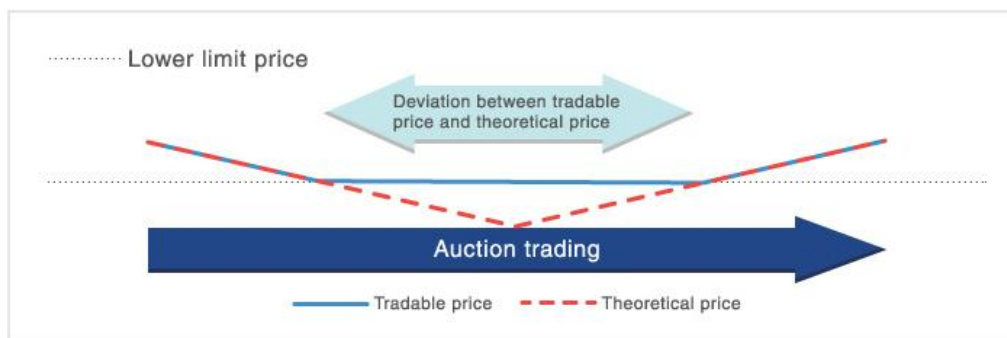 Lower limit price
Deviation between tradable
price and theoretical price
Auction trading
Tradable price
Theoretical price